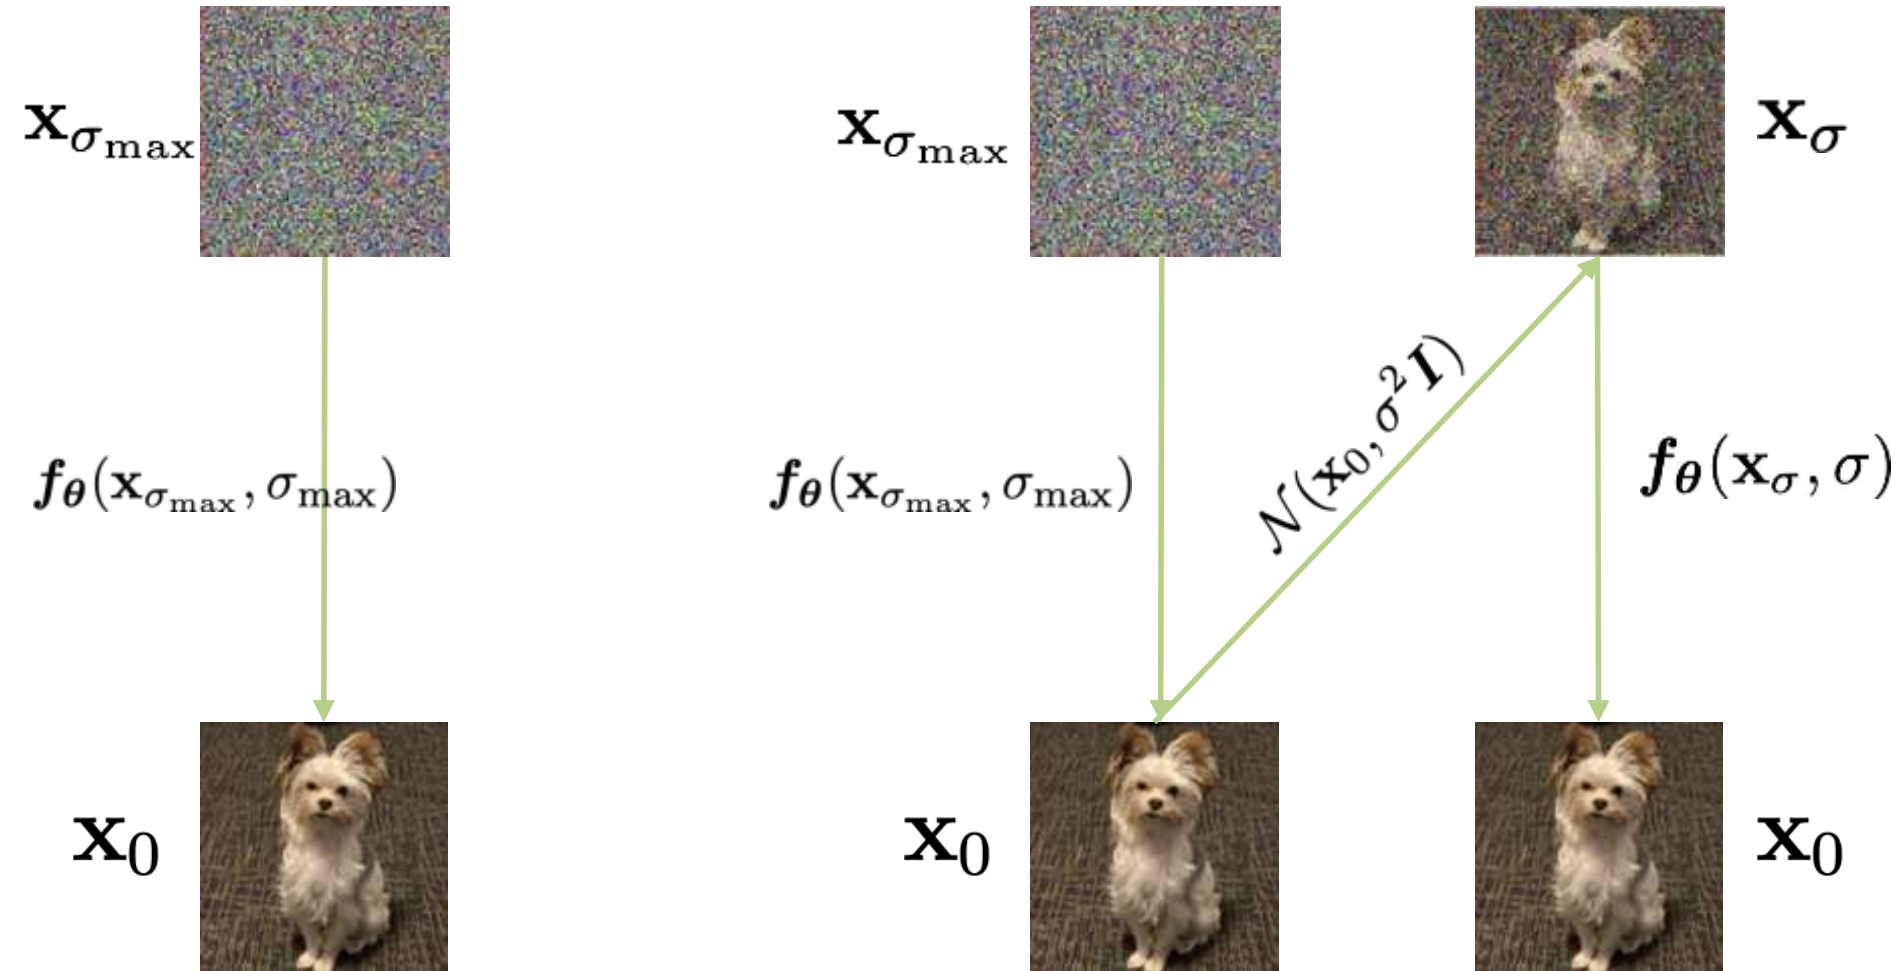 𝐱_{σ_max}
𝐱_{σ_max}
𝐱_σ
𝒇_𝜽(𝐱_{σ_max}, σ_max)
𝒇_𝜽(𝐱_{σ_max}, σ_max)
𝒩(𝐱_0, σ^2 𝑰)
𝒇_𝜽(𝐱_σ, σ)
𝐱_0
𝐱_0
𝐱_0